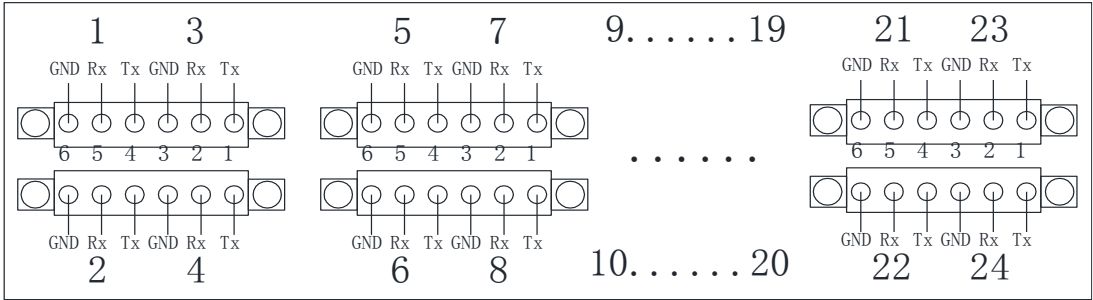 1 3 5 7 9......19 21 23
GND Rx Tx GND Rx Tx GND Rx Tx GND Rx Tx GND Rx Tx GND Rx Tx
6 5 4 3 2 1 6 5 4 3 2 1 ...... 6 5 4 3 2 1
GND Rx Tx GND Rx Tx GND Rx Tx GND Rx Tx GND Rx Tx GND Rx Tx
2 4 6 8 10......20 22 24